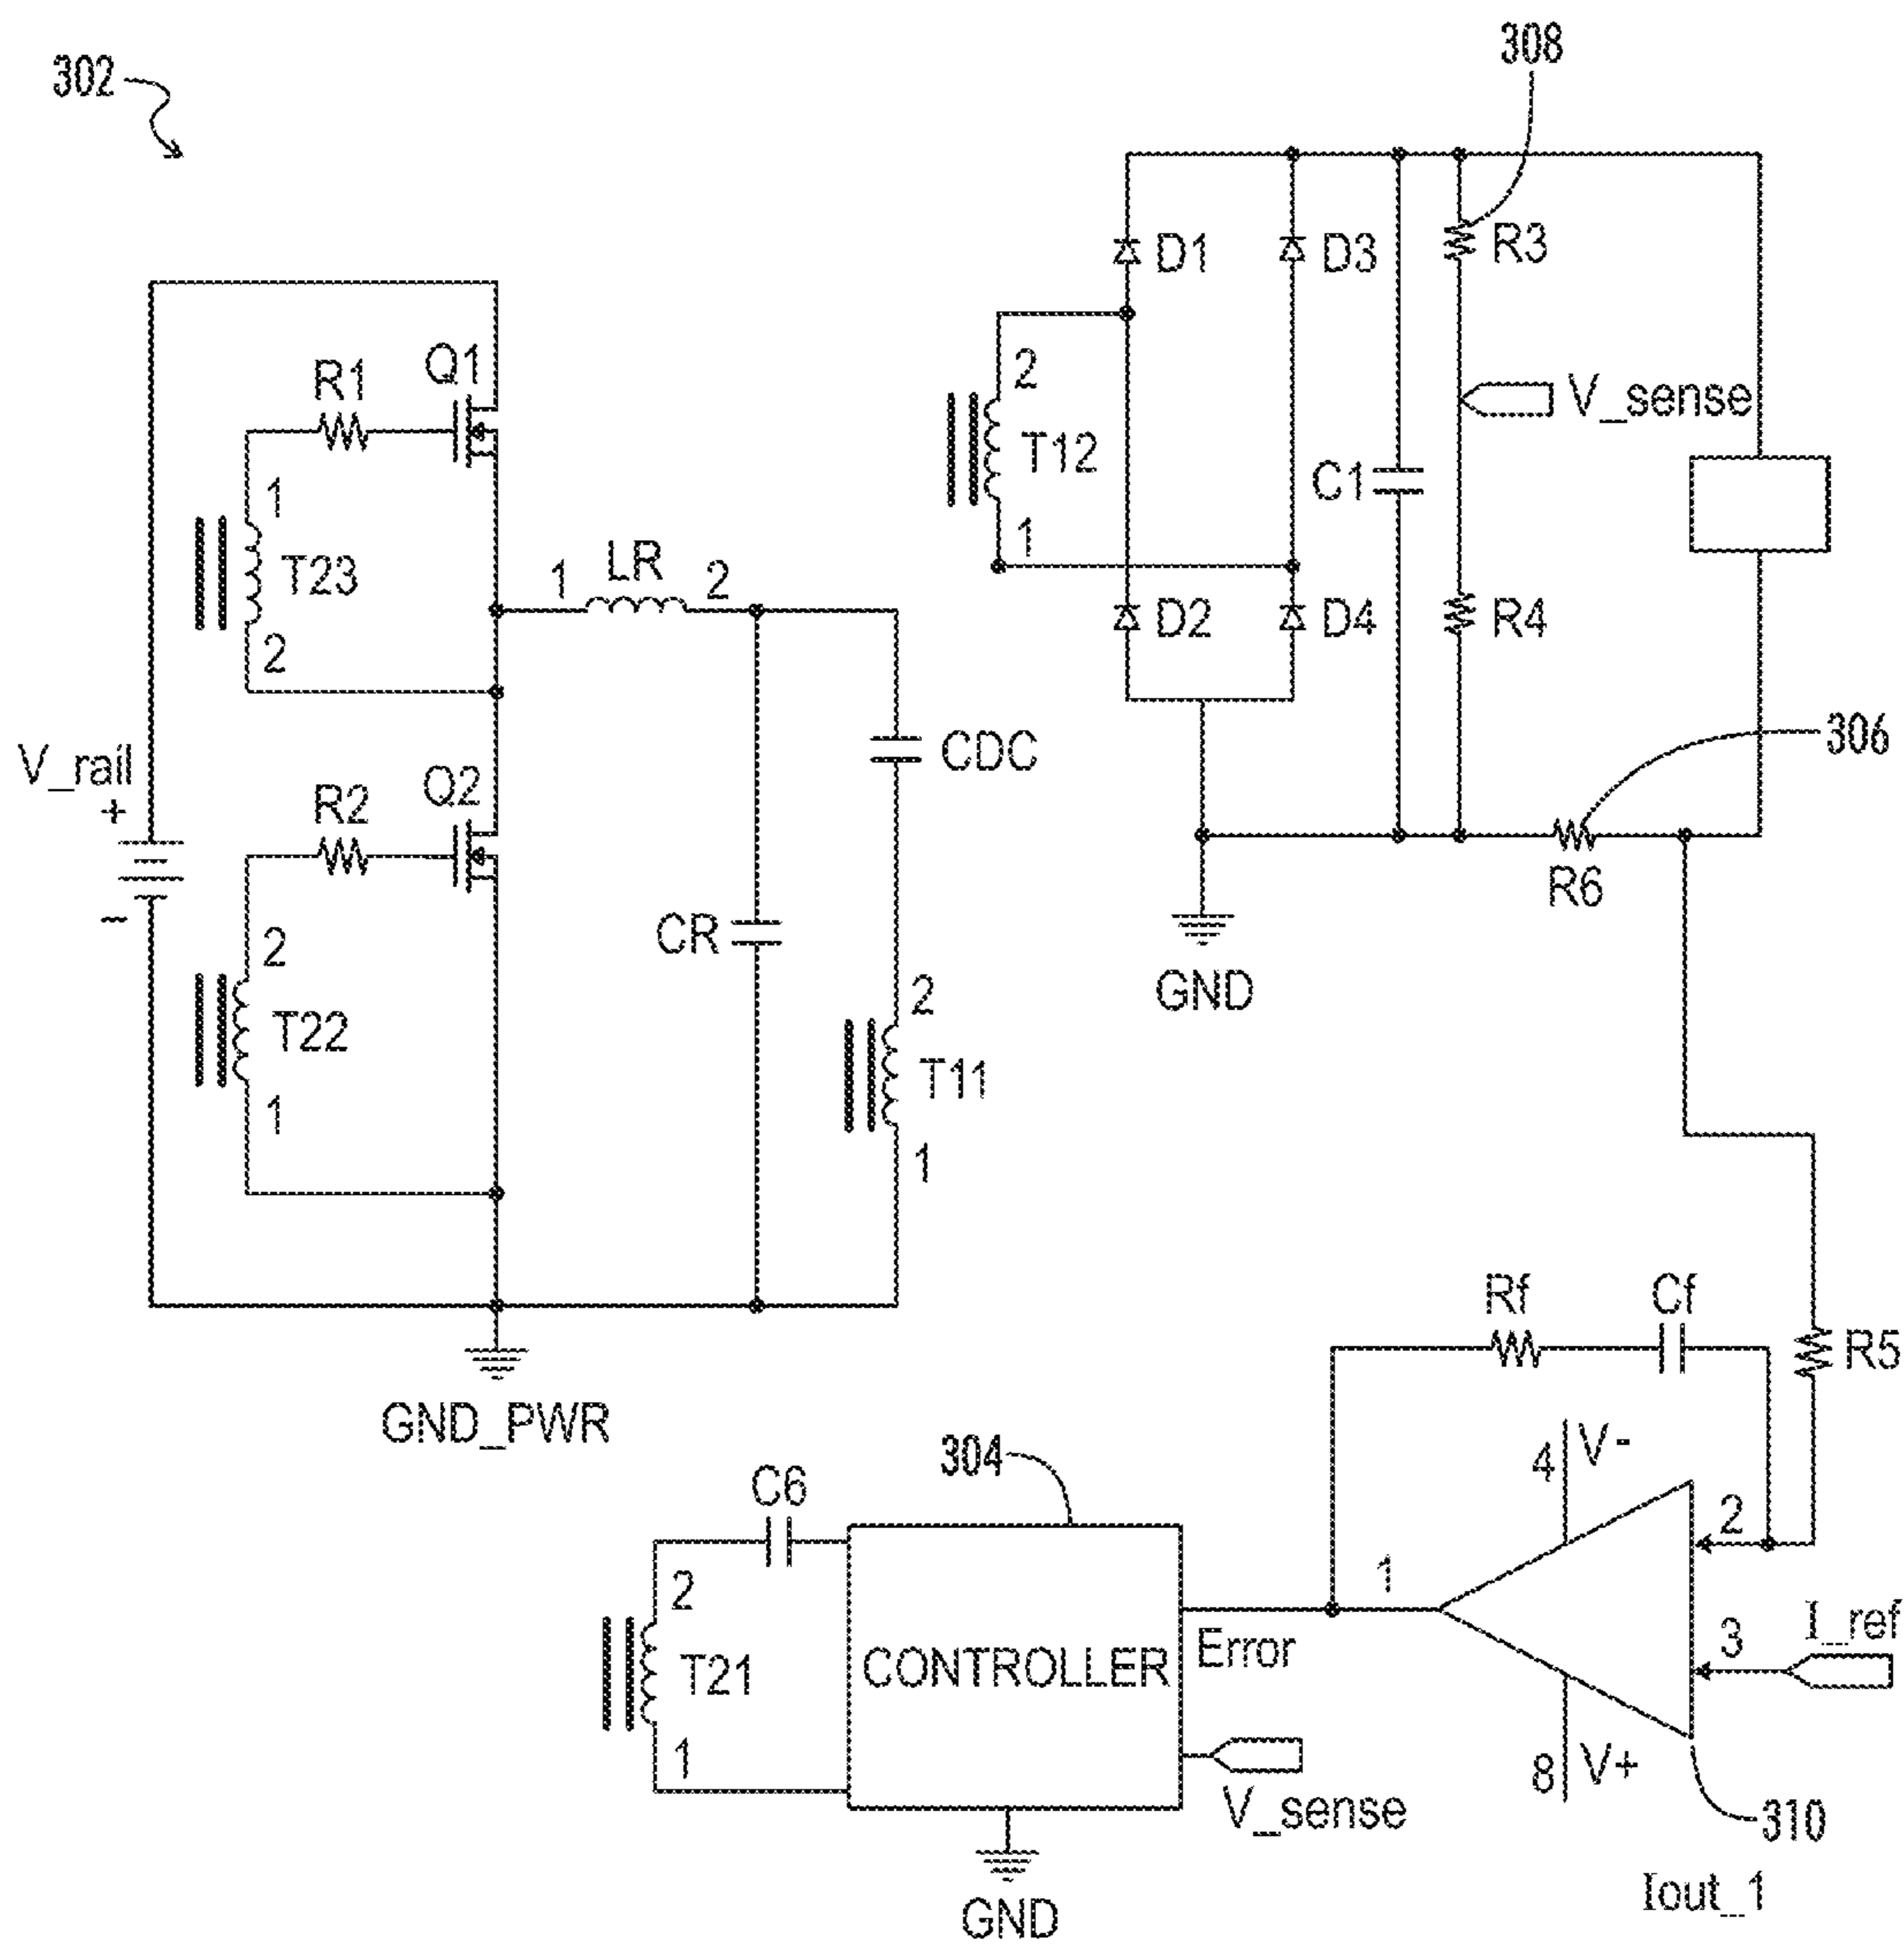 302
308
D1
D3
R3
Q1
R1
2
V_sense
T12
1
C1
1
T23
2
1
LR
2
D2
D4
R4
V_rail
+
-
Q2
R2
CDC
306
R6
CR
2
T22
1
2
T11
1
GND
GND_PWR
Rf
Cf
R5
304
C6
4
V-
2
1
2
3
I_ref
T21
CONTROLLER
Error
1
8
V+
V_sense
310
GND
Iout_1